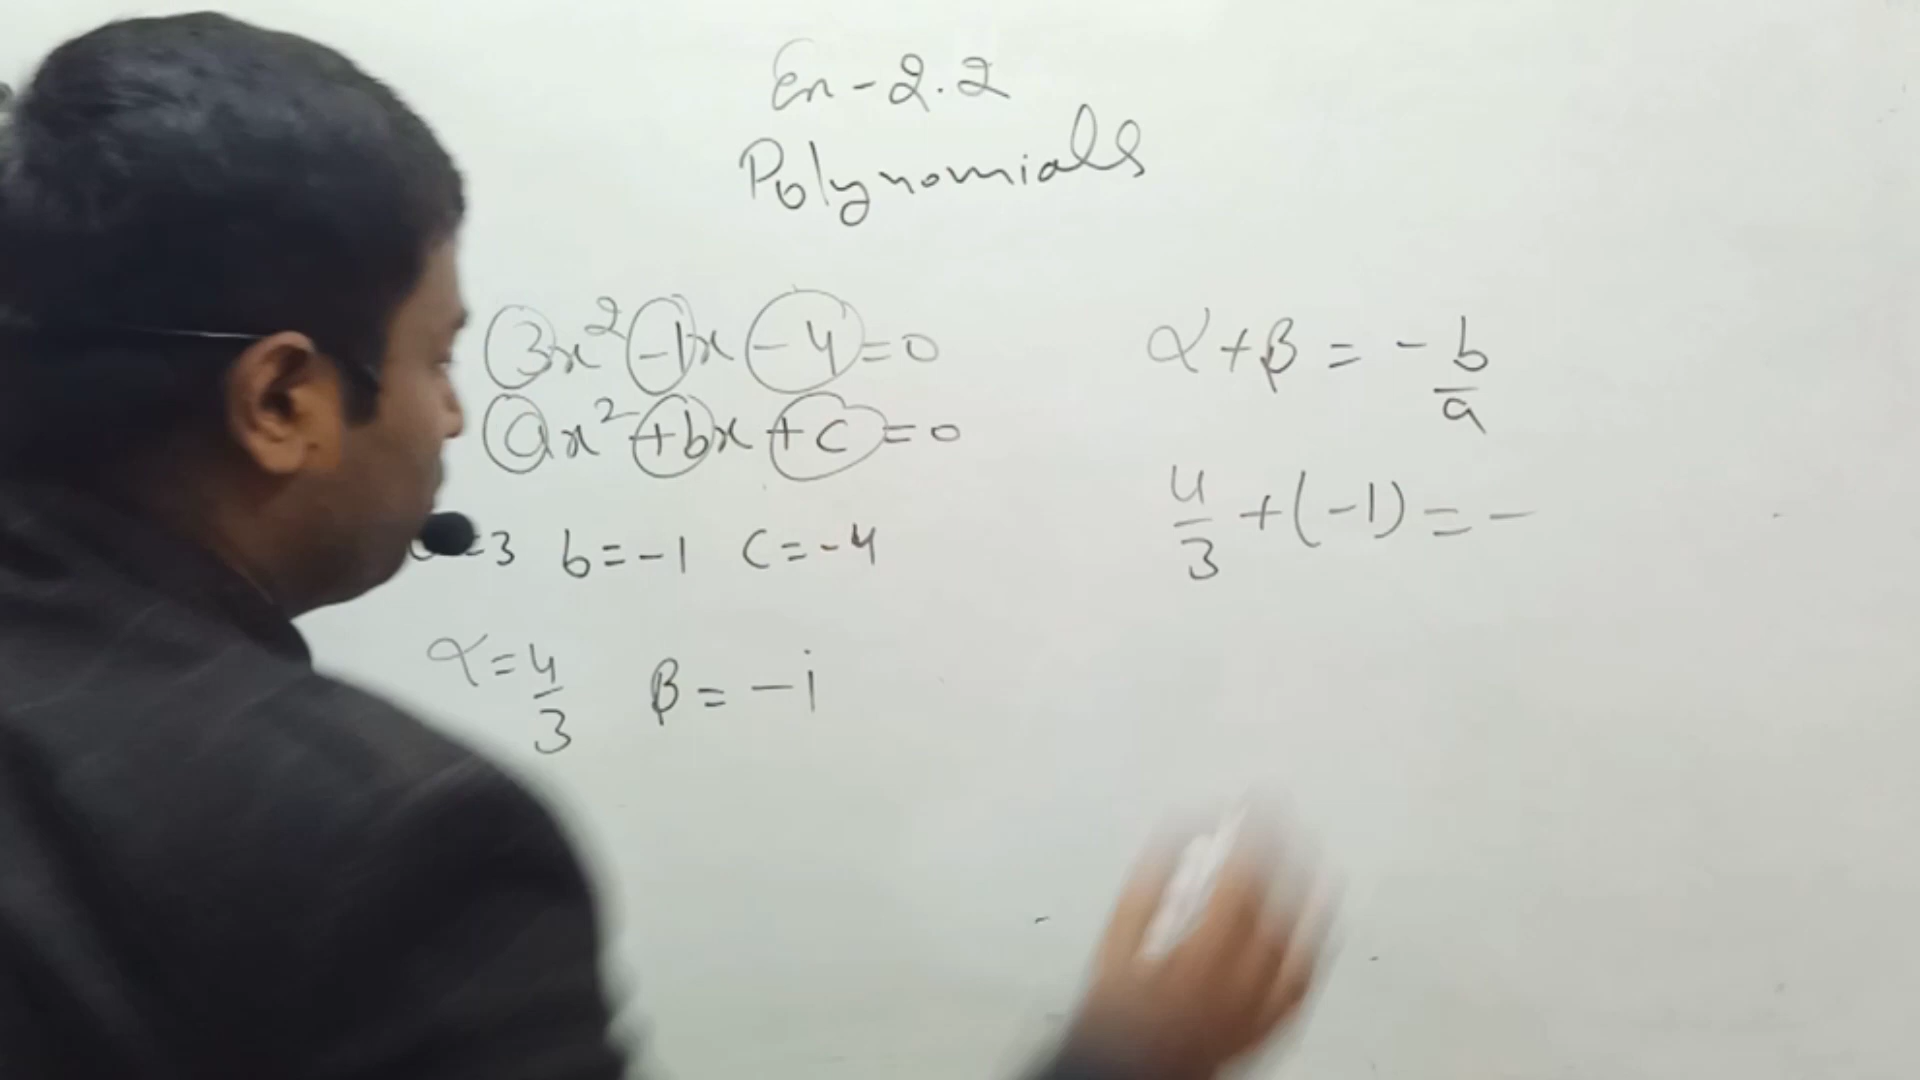 En-2.2
Polynomials
3x²-1x-4=0
ax²+bx+c=0
=3 b=-1 c=-4
α=4/3 β=-1
α+β=-b/a
4/3+(-1)=-